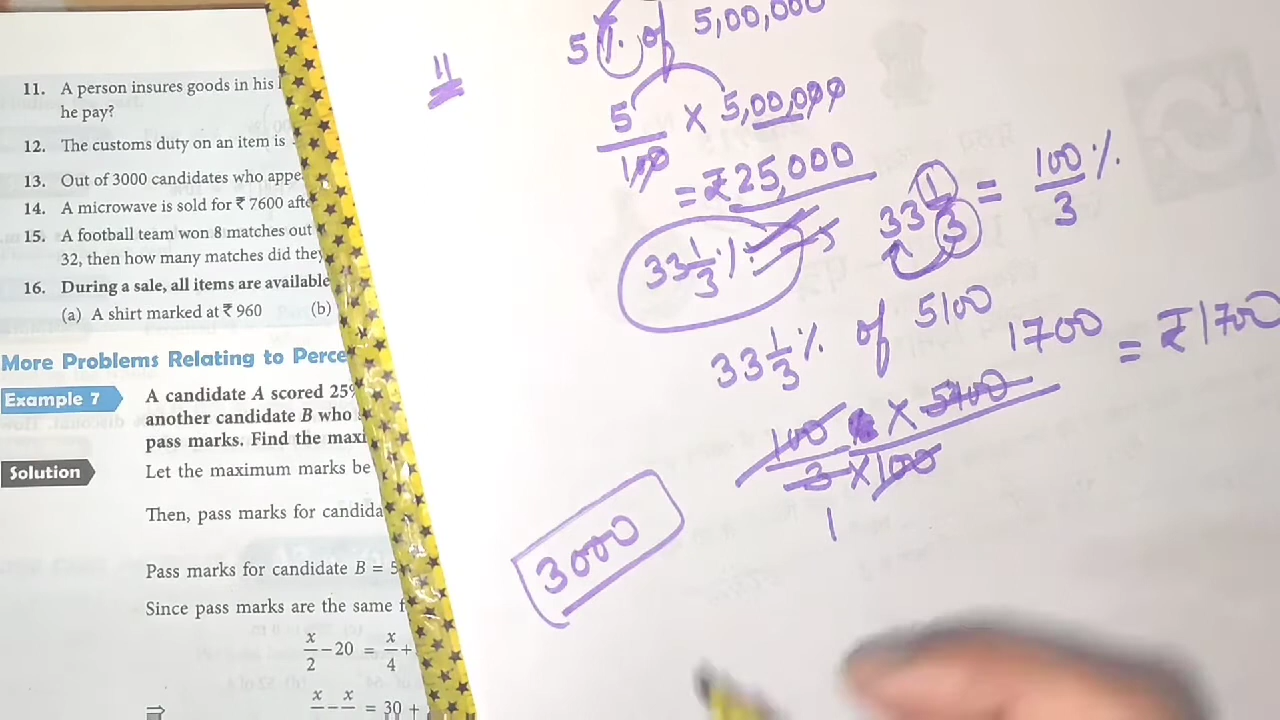 11. A person insures goods in his
he pay?
12. The customs duty on an item is
13. Out of 3000 candidates who appe
14. A microwave is sold for ₹ 7600 afte
15. A football team won 8 matches out
32, then how many matches did they
16. During a sale, all items are available
(a) A shirt marked at ₹ 960 (b)
More Problems Relating to Perce
Example 7 A candidate A scored 25%
another candidate B who
pass marks. Find the maxi
Solution Let the maximum marks be
Then, pass marks for candida
Pass marks for candidate B = 5
Since pass marks are the same f
x/2 - 20 = x/4 +
⇒ x - x = 30 +
11
5% of 5,00,000
5/100 × 5,00,000
= ₹ 25,000
33 1/3 %
33 1/3 = 100/3 %
33 1/3 % of 5100
1700 = ₹ 1700
100 × 5100
3 × 100
1
3000